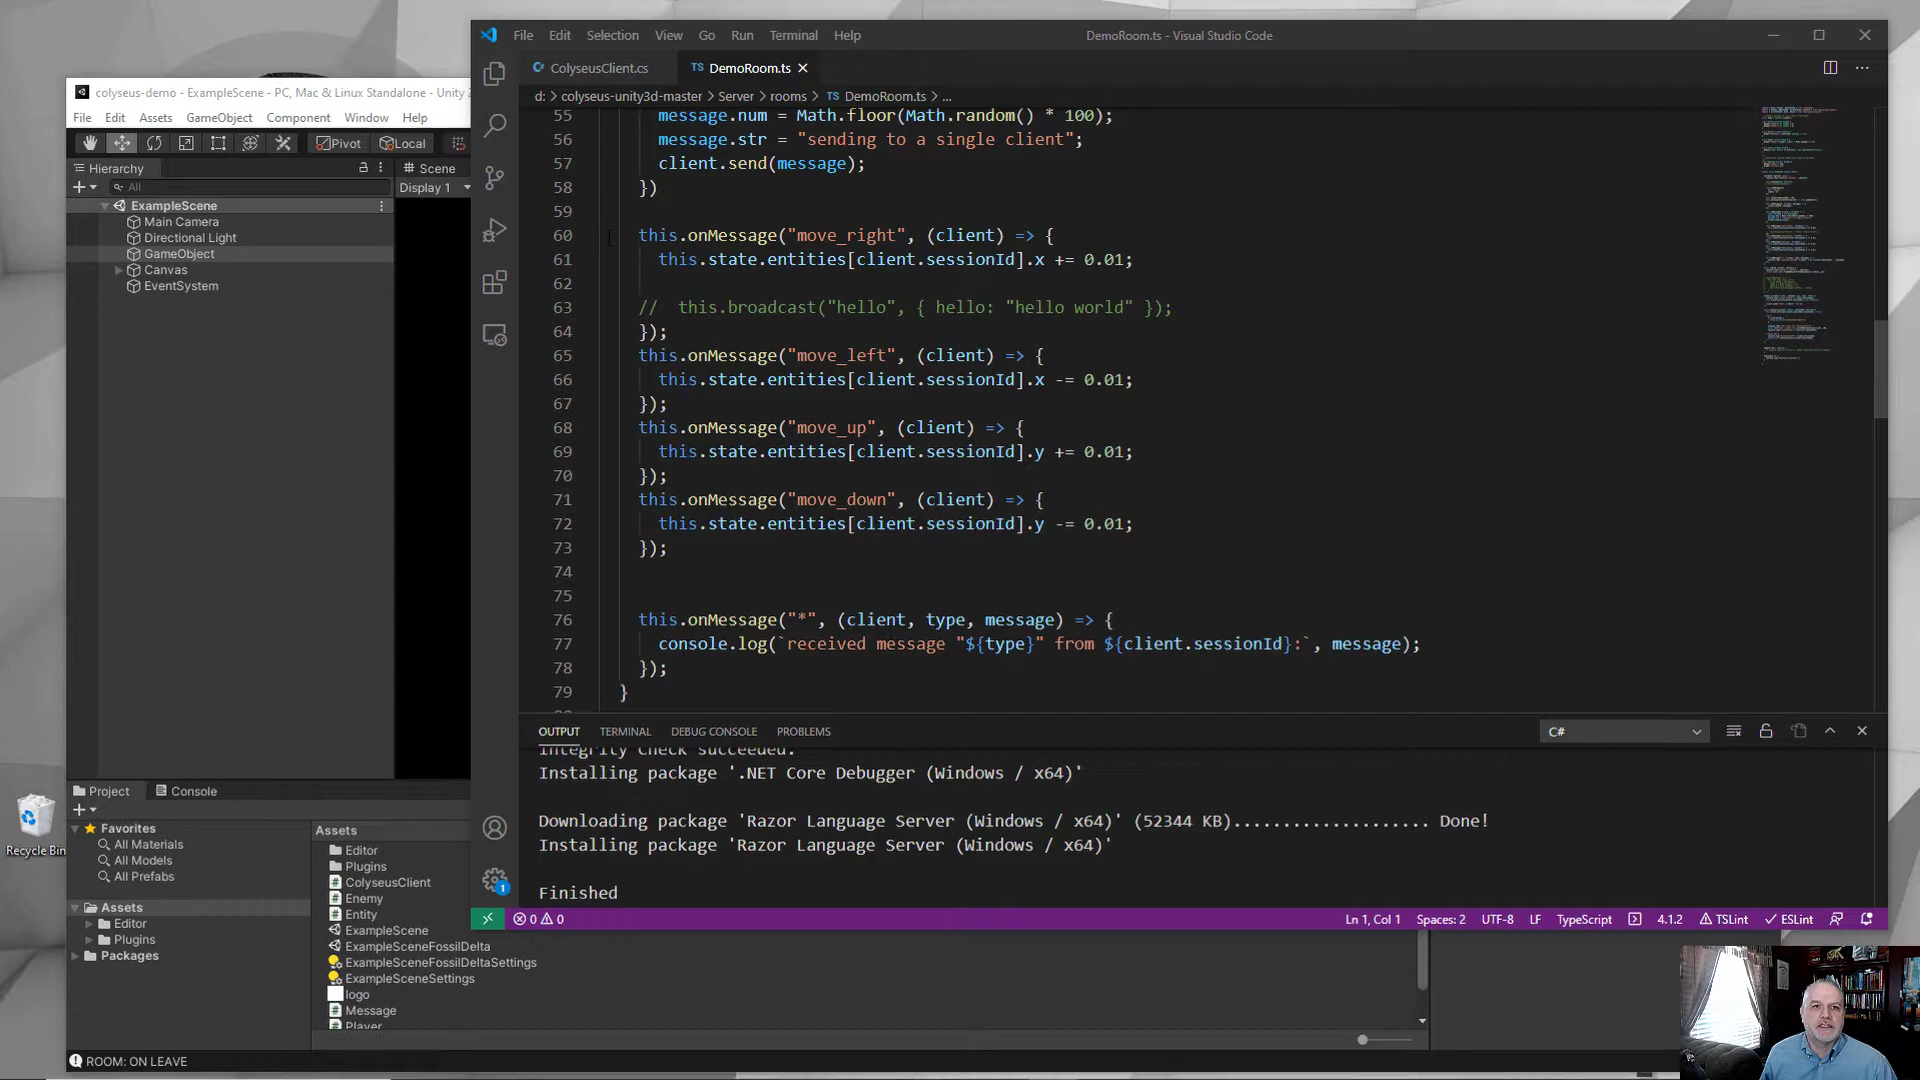 File Edit Selection View Go Run Terminal Help
DemoRoom.ts - Visual Studio Code
ColyseusClient.cs
TS DemoRoom.ts
d: > colyseus-unity3d-master > Server > rooms > TS DemoRoom.ts > ...
55 message.num = Math.floor(Math.random() * 100);
56 message.str = "sending to a single client";
57 client.send(message);
58 })
59
60 this.onMessage("move_right", (client) => {
61 this.state.entities[client.sessionId].x += 0.01;
62
63 // this.broadcast("hello", { hello: "hello world" });
64 });
65 this.onMessage("move_left", (client) => {
66 this.state.entities[client.sessionId].x -= 0.01;
67 });
68 this.onMessage("move_up", (client) => {
69 this.state.entities[client.sessionId].y += 0.01;
70 });
71 this.onMessage("move_down", (client) => {
72 this.state.entities[client.sessionId].y -= 0.01;
73 });
74
75
76 this.onMessage("*", (client, type, message) => {
77 console.log(`received message "${type}" from ${client.sessionId}:`, message);
78 });
79 }
OUTPUT TERMINAL DEBUG CONSOLE PROBLEMS
C#
Integrity Check succeeded.
Installing package '.NET Core Debugger (Windows / x64)'
Downloading package 'Razor Language Server (Windows / x64)' (52344 KB).................... Done!
Installing package 'Razor Language Server (Windows / x64)'
Finished
1
0 0
Ln 1, Col 1 Spaces: 2 UTF-8 LF TypeScript 4.1.2 TSLint ESLint
colyseus-demo - ExampleScene - PC, Mac & Linux Standalone - Unity
File Edit Assets GameObject Component Window Help
Pivot Local
Hierarchy
Scene
All
Display 1
ExampleScene
Main Camera
Directional Light
GameObject
Canvas
EventSystem
Project Console
Favorites
All Materials
All Models
All Prefabs
Assets
Editor
Plugins
Packages
Assets
Editor
Plugins
ColyseusClient
Enemy
Entity
ExampleScene
ExampleSceneFossilDelta
ExampleSceneFossilDeltaSettings
ExampleSceneSettings
logo
Message
Player
ROOM: ON LEAVE
Recycle Bin